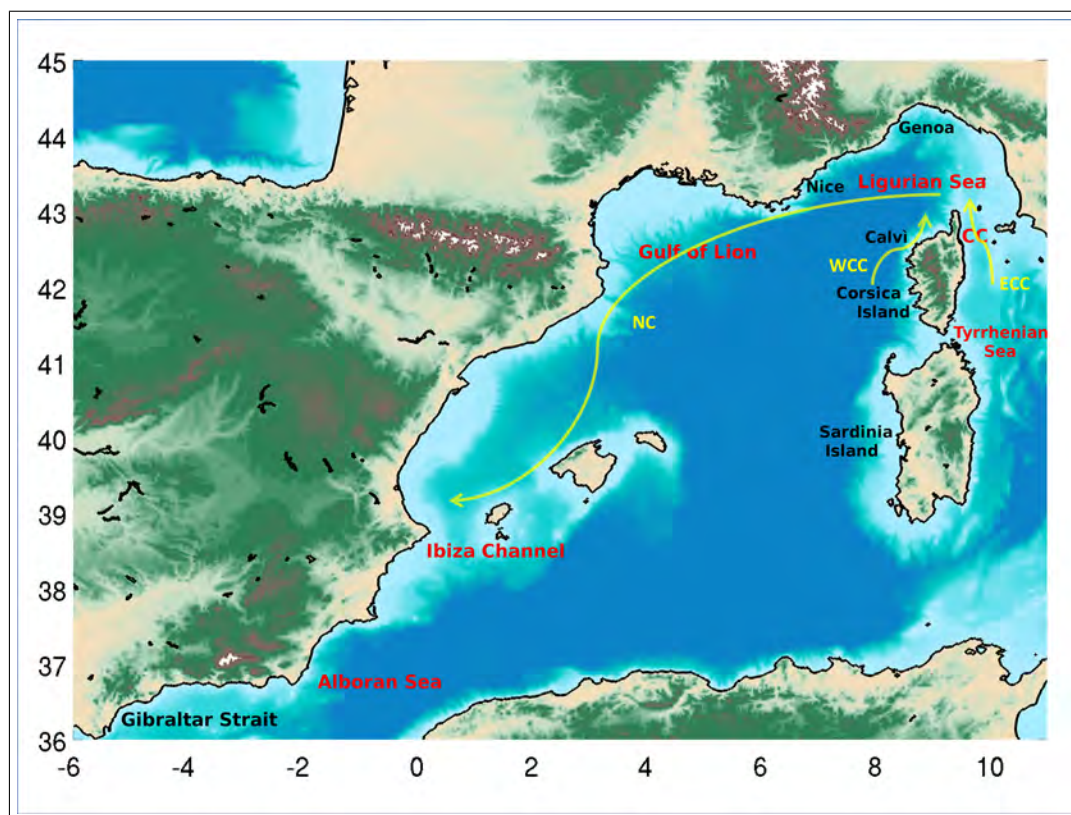 45
44
43
42
41
40
39
38
37
36
-6
-4
-2
0
2
4
6
8
10
Genoa
Nice
Ligurian Sea
Gulf of Lion
Calvì
CC
WCC
ECC
Corsica
Island
NC
Tyrrhenian
Sea
Sardinia
Island
Ibiza Channel
Alboran Sea
Gibraltar Strait